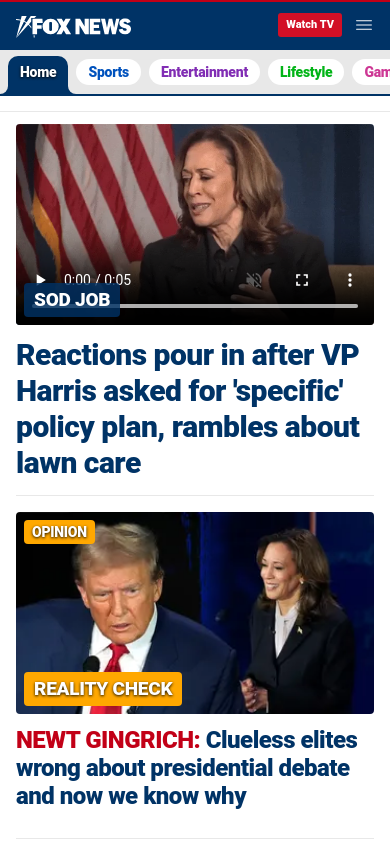 FOX NEWS
Watch TV
Home Sports Entertainment Lifestyle Gam
0:00 / 0:05
SOD JOB
Reactions pour in after VP
Harris asked for 'specific'
policy plan, rambles about
lawn care
OPINION
REALITY CHECK
NEWT GINGRICH: Clueless elites
wrong about presidential debate
and now we know why